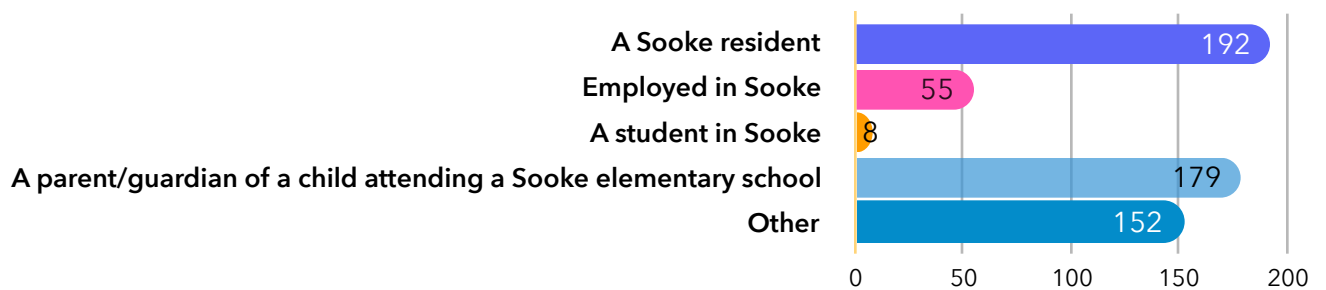 A Sooke resident 192
Employed in Sooke 55
A student in Sooke 8
A parent/guardian of a child attending a Sooke elementary school 179
Other 152
0 50 100 150 200